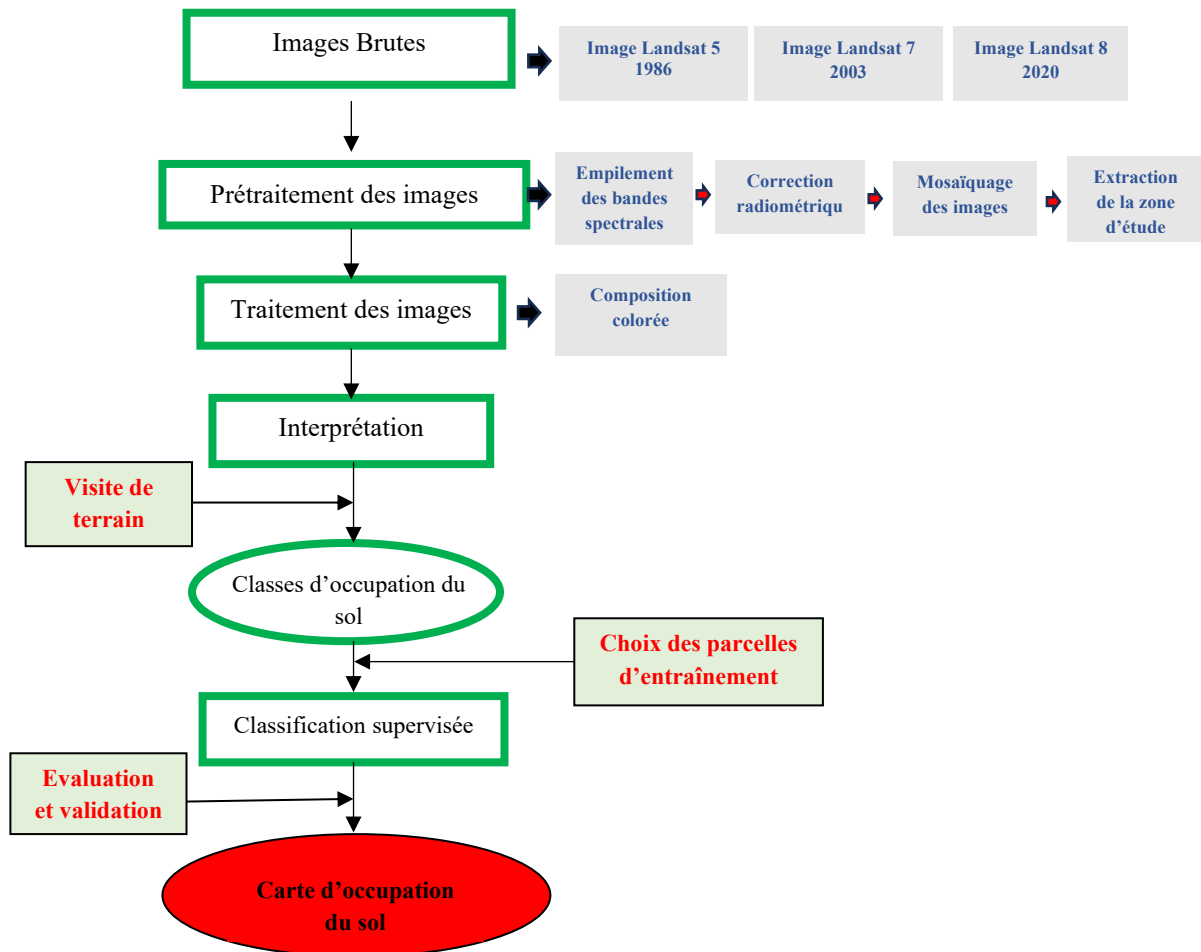 Images Brutes
Image Landsat 5
1986
Image Landsat 7
2003
Image Landsat 8
2020
Prétraitement des images
Empilement
des bandes
spectrales
Correction
radiométriqu
Mosaïquage
des images
Extraction
de la zone
d’étude
Traitement des images
Composition
colorée
Interprétation
Visite de
terrain
Classes d’occupation du
sol
Choix des parcelles
d’entraînement
Classification supervisée
Evaluation
et validation
Carte d’occupation
du sol